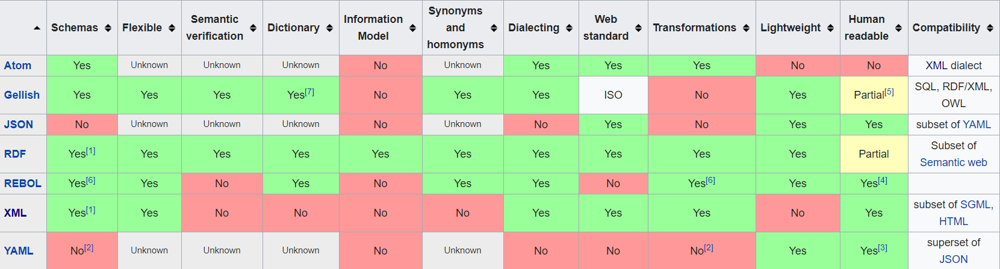 Schemas Flexible Semantic verification Dictionary Information Model Synonyms and homonyms Dialecting Web standard Transformations Lightweight Human readable Compatibility
Atom Yes Unknown Unknown Unknown No Unknown Yes Yes Yes No No XML dialect
Gellish Yes Yes Yes Yes[7] No Yes Yes ISO No Yes Partial[5] SQL, RDF/XML, OWL
JSON No Unknown Unknown Unknown No Unknown No Yes No Yes Yes subset of YAML
RDF Yes[1] Yes Yes Yes Yes Yes Yes Yes Yes Yes Partial Subset of Semantic web
REBOL Yes[6] Yes No Yes No Yes Yes No Yes[6] Yes Yes[4]
XML Yes[1] Yes No No No No Yes Yes Yes No Yes subset of SGML, HTML
YAML No[2] Unknown Unknown Unknown No Unknown No No No[2] Yes Yes[3] superset of JSON